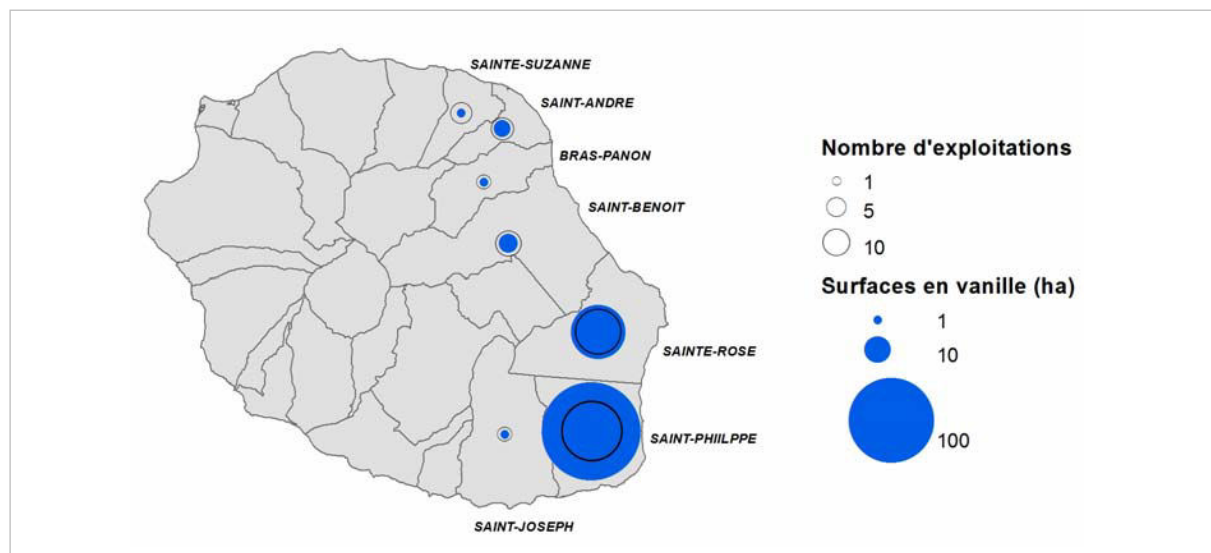 SAINTE-SUZANNE
SAINT-ANDRE
BRAS-PANON
SAINT-BENOIT
SAINTE-ROSE
SAINT-PHIILPPE
SAINT-JOSEPH
Nombre d'exploitations
1
5
10
Surfaces en vanille (ha)
1
10
100